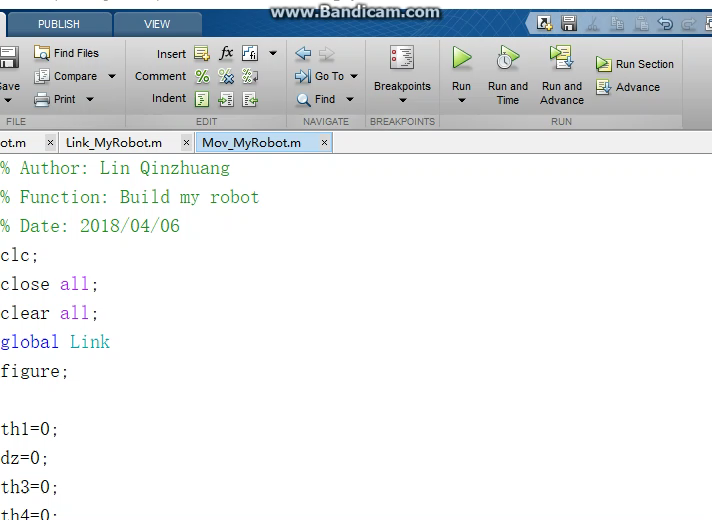 www.Bandicam.com
PUBLISH VIEW
Find Files
Compare
Print
FILE
Insert fx
Comment
Indent
EDIT
Go To
Find
NAVIGATE
Breakpoints
BREAKPOINTS
Run
Run and Time
Run and Advance
Run Section
Advance
RUN
ot.m × Link_MyRobot.m × Mov_MyRobot.m ×
% Author: Lin Qinzhuang
% Function: Build my robot
% Date: 2018/04/06
clc;
close all;
clear all;
global Link
figure;
th1=0;
dz=0;
th3=0;
th4=0;